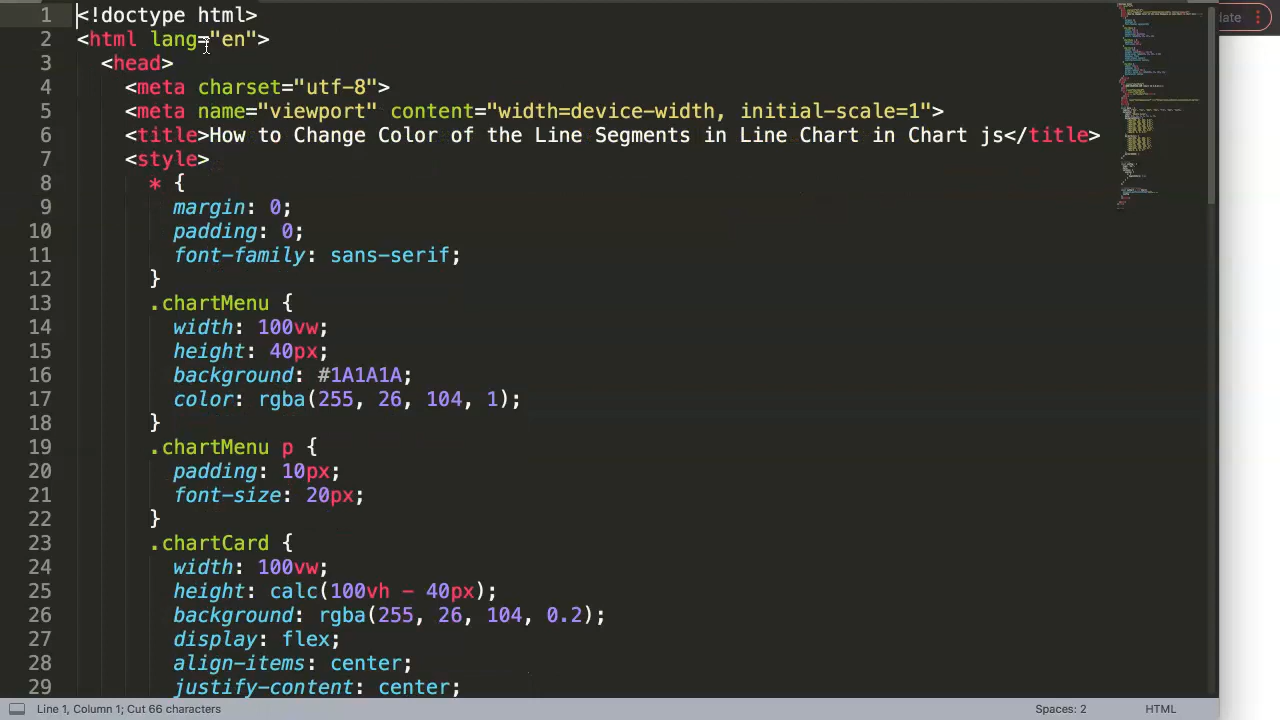 1 <!doctype html>
2 <html lang="en">
3 <head>
4 <meta charset="utf-8">
5 <meta name="viewport" content="width=device-width, initial-scale=1">
6 <title>How to Change Color of the Line Segments in Line Chart in Chart js</title>
7 <style>
8 * {
9 margin: 0;
10 padding: 0;
11 font-family: sans-serif;
12 }
13 .chartMenu {
14 width: 100vw;
15 height: 40px;
16 background: #1A1A1A;
17 color: rgba(255, 26, 104, 1);
18 }
19 .chartMenu p {
20 padding: 10px;
21 font-size: 20px;
22 }
23 .chartCard {
24 width: 100vw;
25 height: calc(100vh - 40px);
26 background: rgba(255, 26, 104, 0.2);
27 display: flex;
28 align-items: center;
29 justify-content: center;
date
Line 1, Column 1; Cut 66 characters
Spaces: 2
HTML